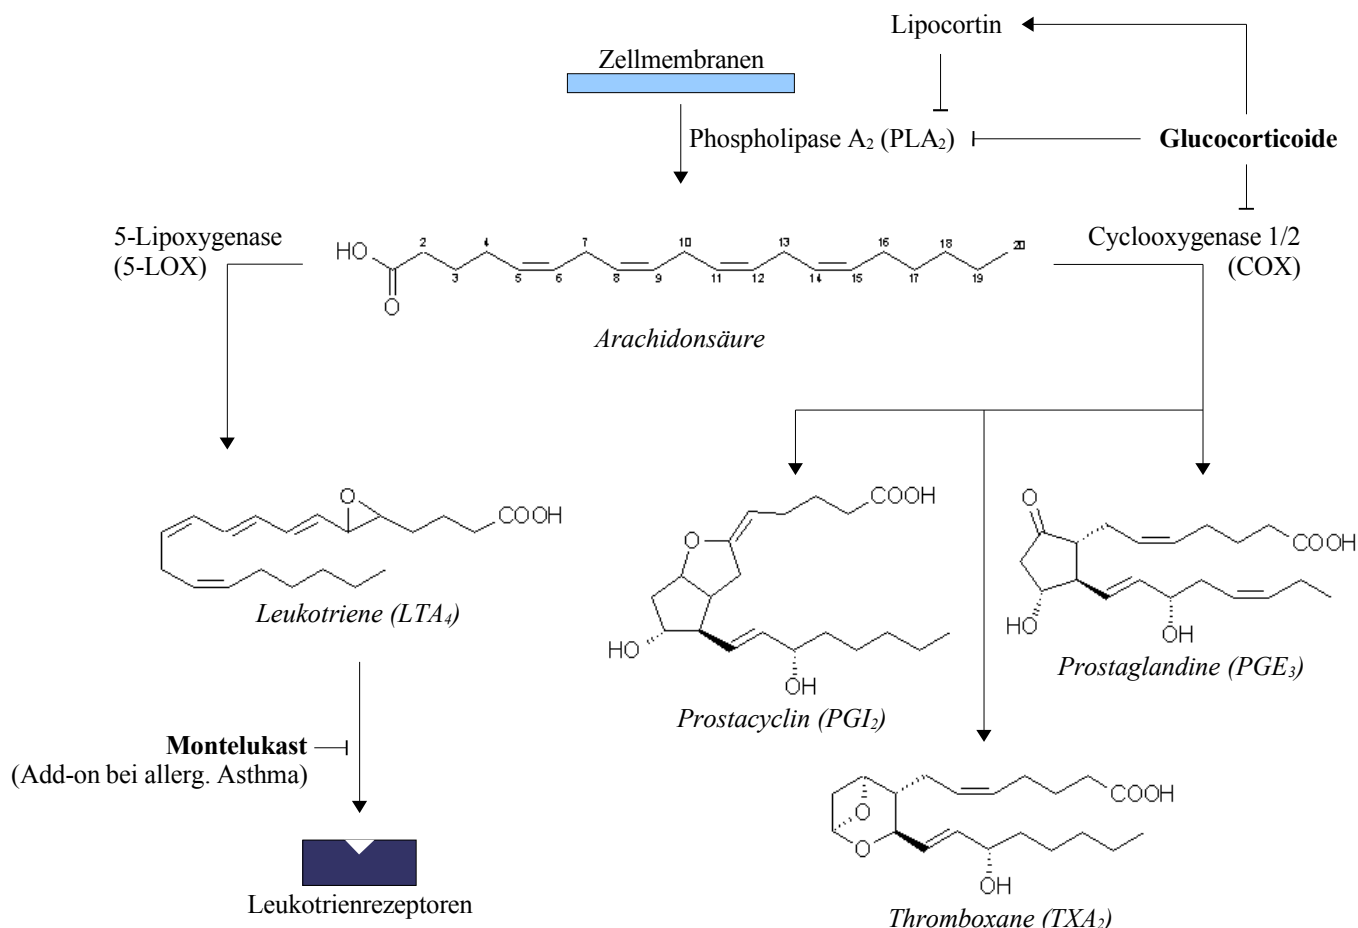 Lipocortin
Zellmembranen
Phospholipase A2 (PLA2)
Glucocorticoide
5-Lipoxygenase
(5-LOX)
Cyclooxygenase 1/2
(COX)
HO
O
2
3
4
5
6
7
8
9
10
11
12
13
14
15
16
17
18
19
20
Arachidonsäure
O
COOH
Leukotriene (LTA4)
COOH
O
HO
OH
Prostacyclin (PGI2)
O
COOH
HO
OH
Prostaglandine (PGE3)
Montelukast
(Add-on bei allerg. Asthma)
Leukotrienrezeptoren
COOH
O
O
OH
Thromboxane (TXA2)